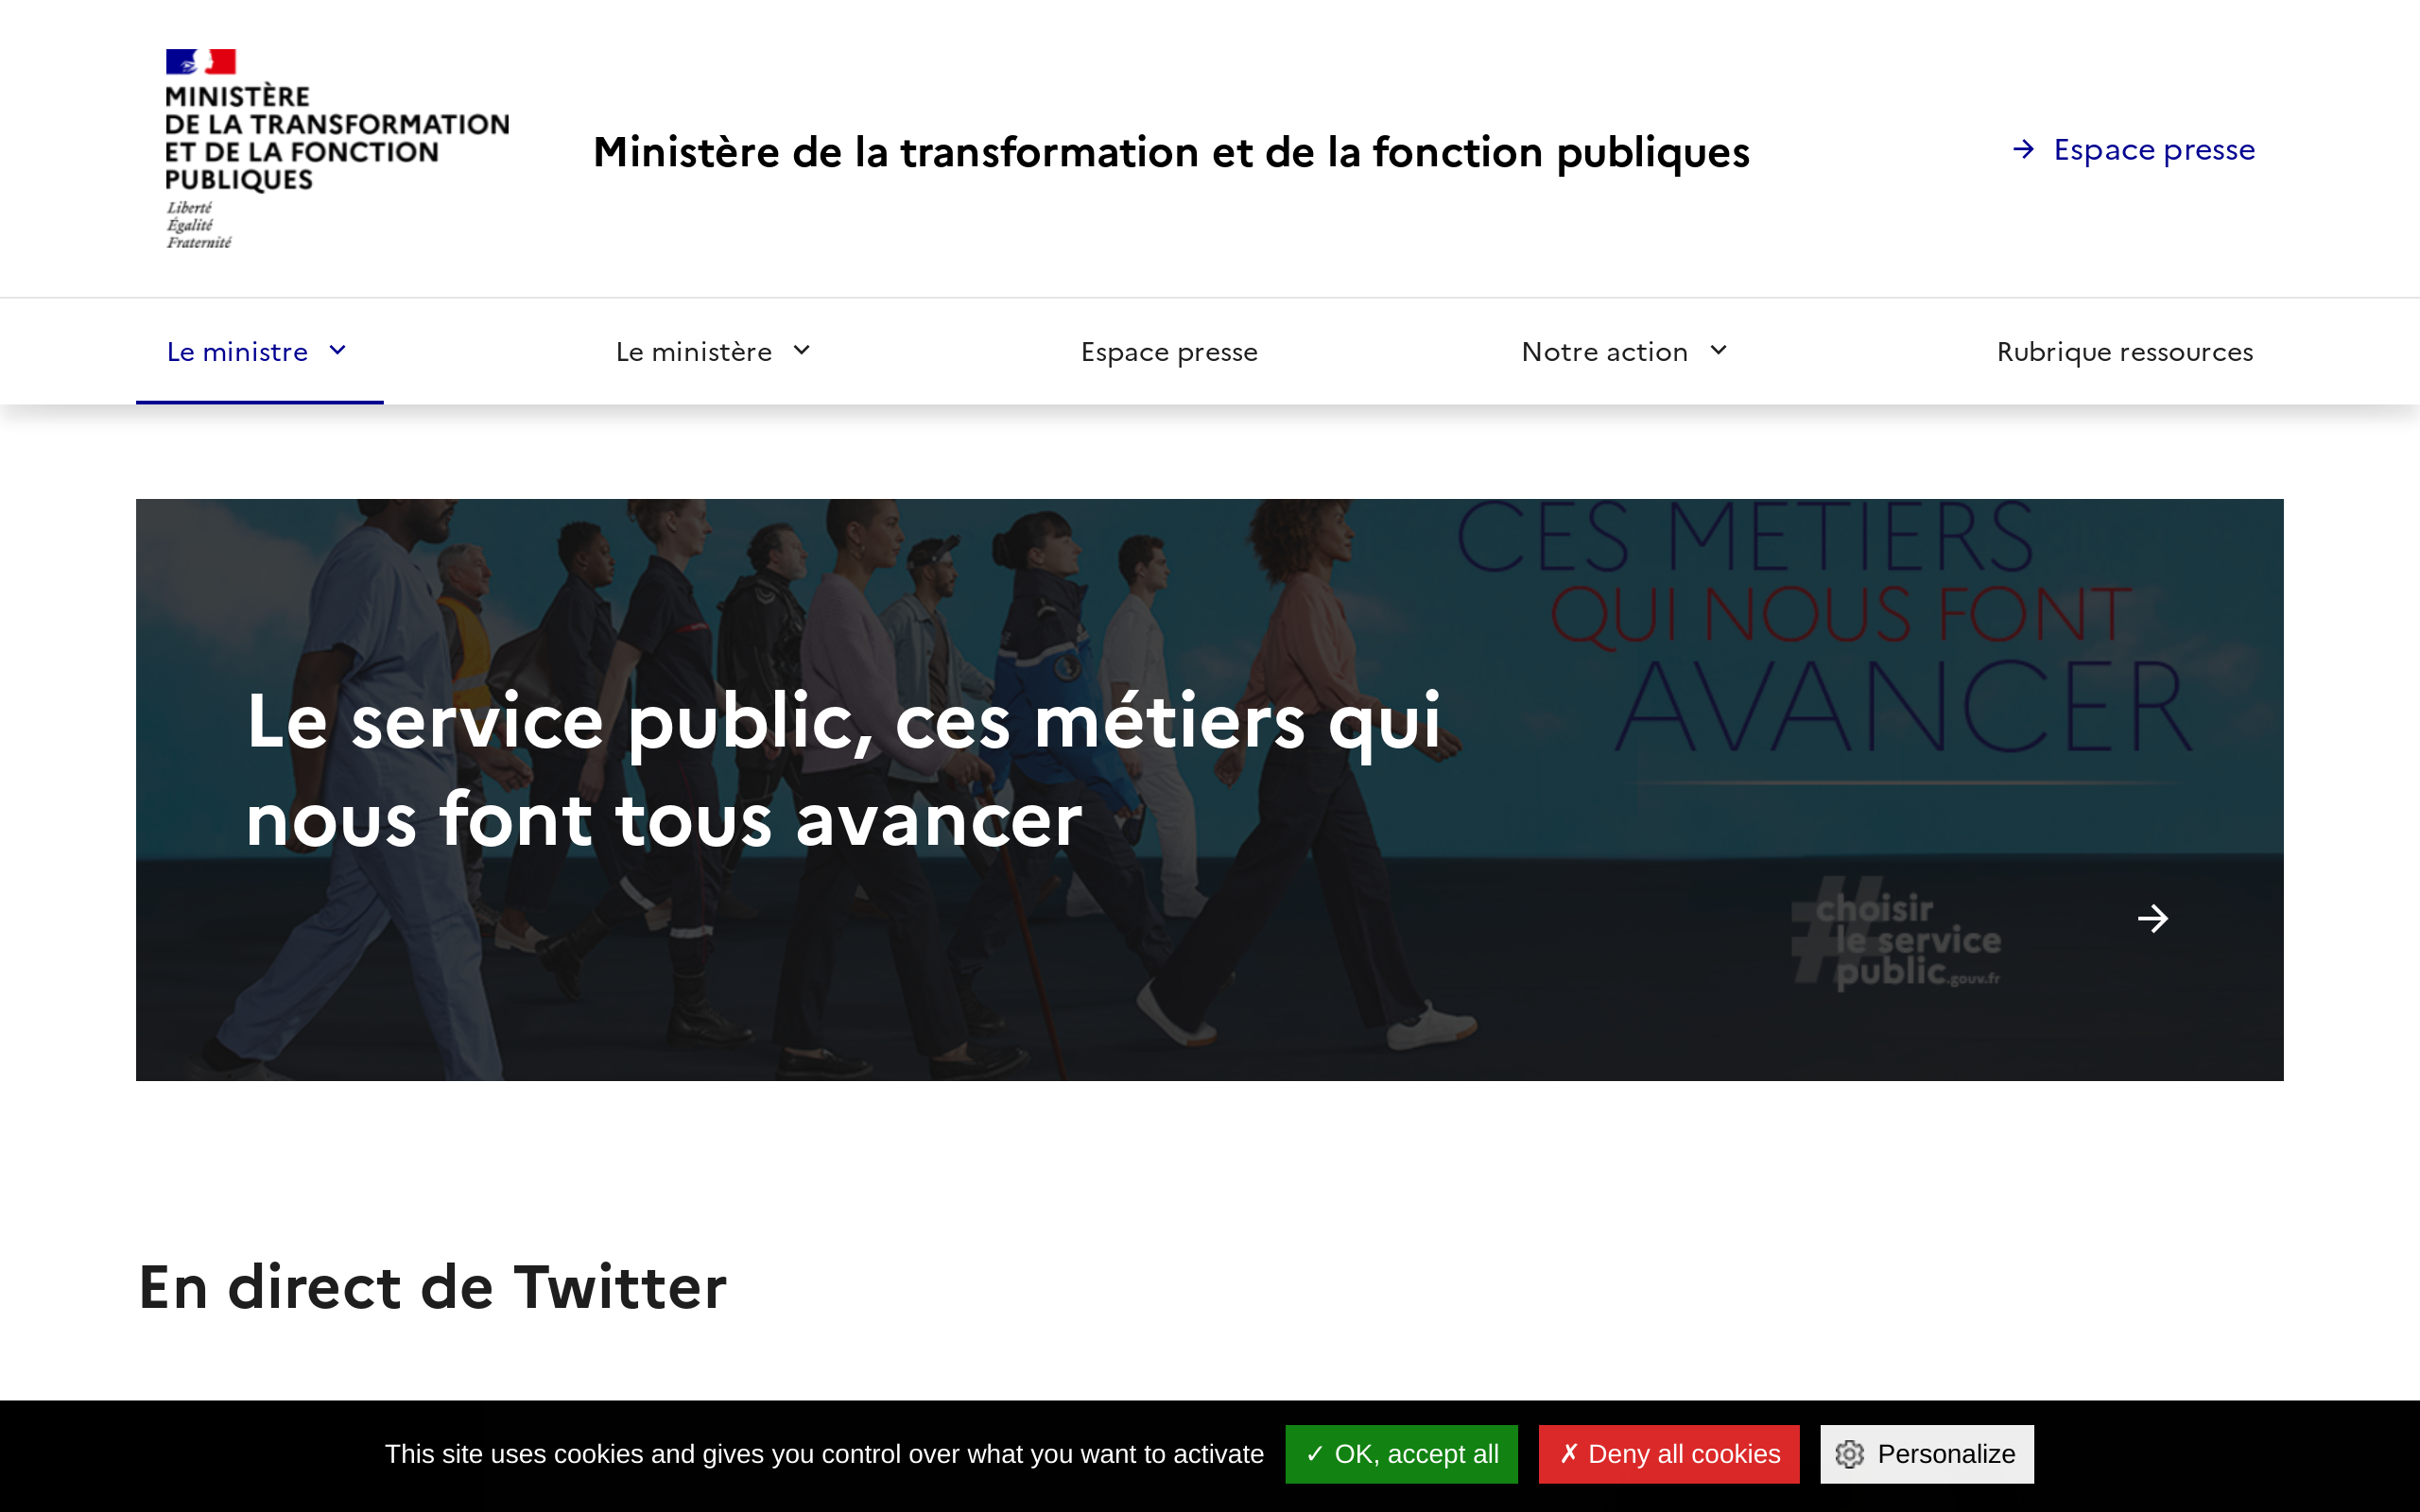 MINISTÈRE
DE LA TRANSFORMATION
ET DE LA FONCTION
PUBLIQUES
Liberté
Égalité
Fraternité
Ministère de la transformation et de la fonction publiques
Espace presse
Le ministre
Le ministère
Espace presse
Notre action
Rubrique ressources
CES METIERS
QUI NOUS FONT
AVANCER
Le service public, ces métiers qui
nous font tous avancer
#choisir
le service
public.gouv.fr
En direct de Twitter
This site uses cookies and gives you control over what you want to activate
✓ OK, accept all
✗ Deny all cookies
Personalize